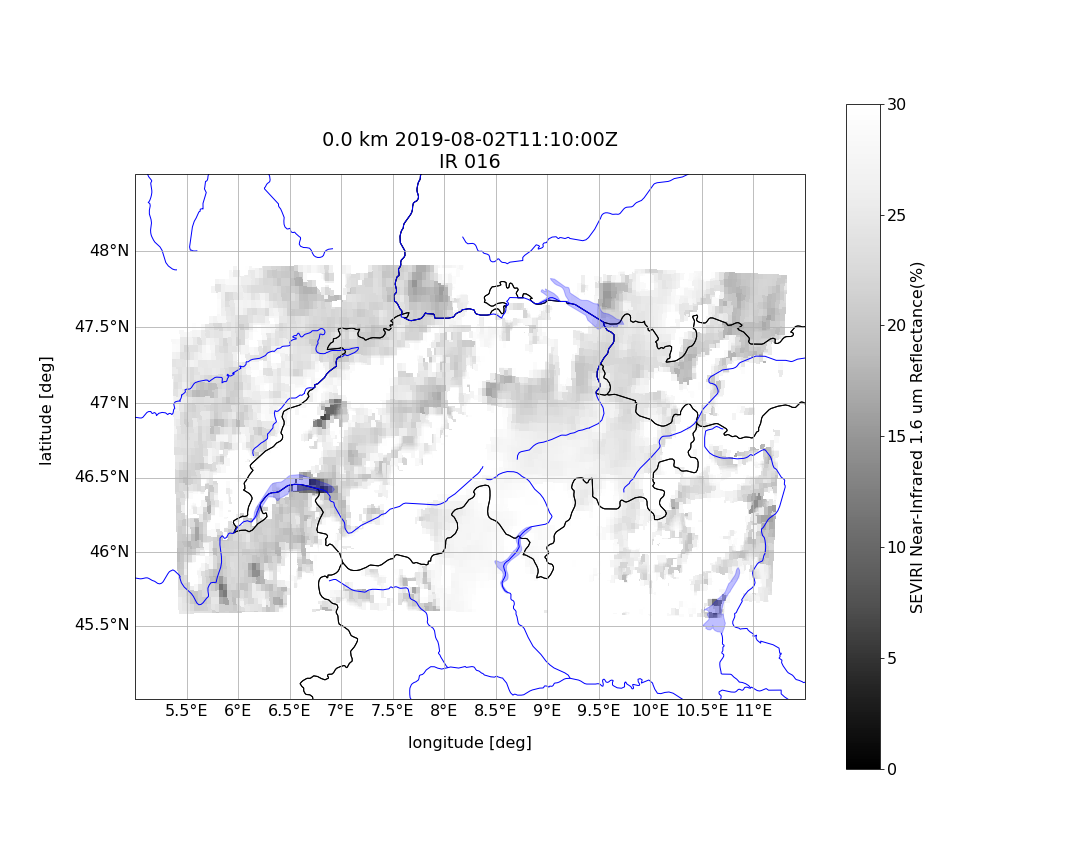 0.0 km 2019-08-02T11:10:00Z
IR 016
48°N
47.5°N
47°N
46.5°N
46°N
45.5°N
latitude [deg]
5.5°E 6°E 6.5°E 7°E 7.5°E 8°E 8.5°E 9°E 9.5°E 10°E 10.5°E 11°E
longitude [deg]
30
25
20
15
10
5
0
SEVIRI Near-Infrared 1.6 um Reflectance(%)